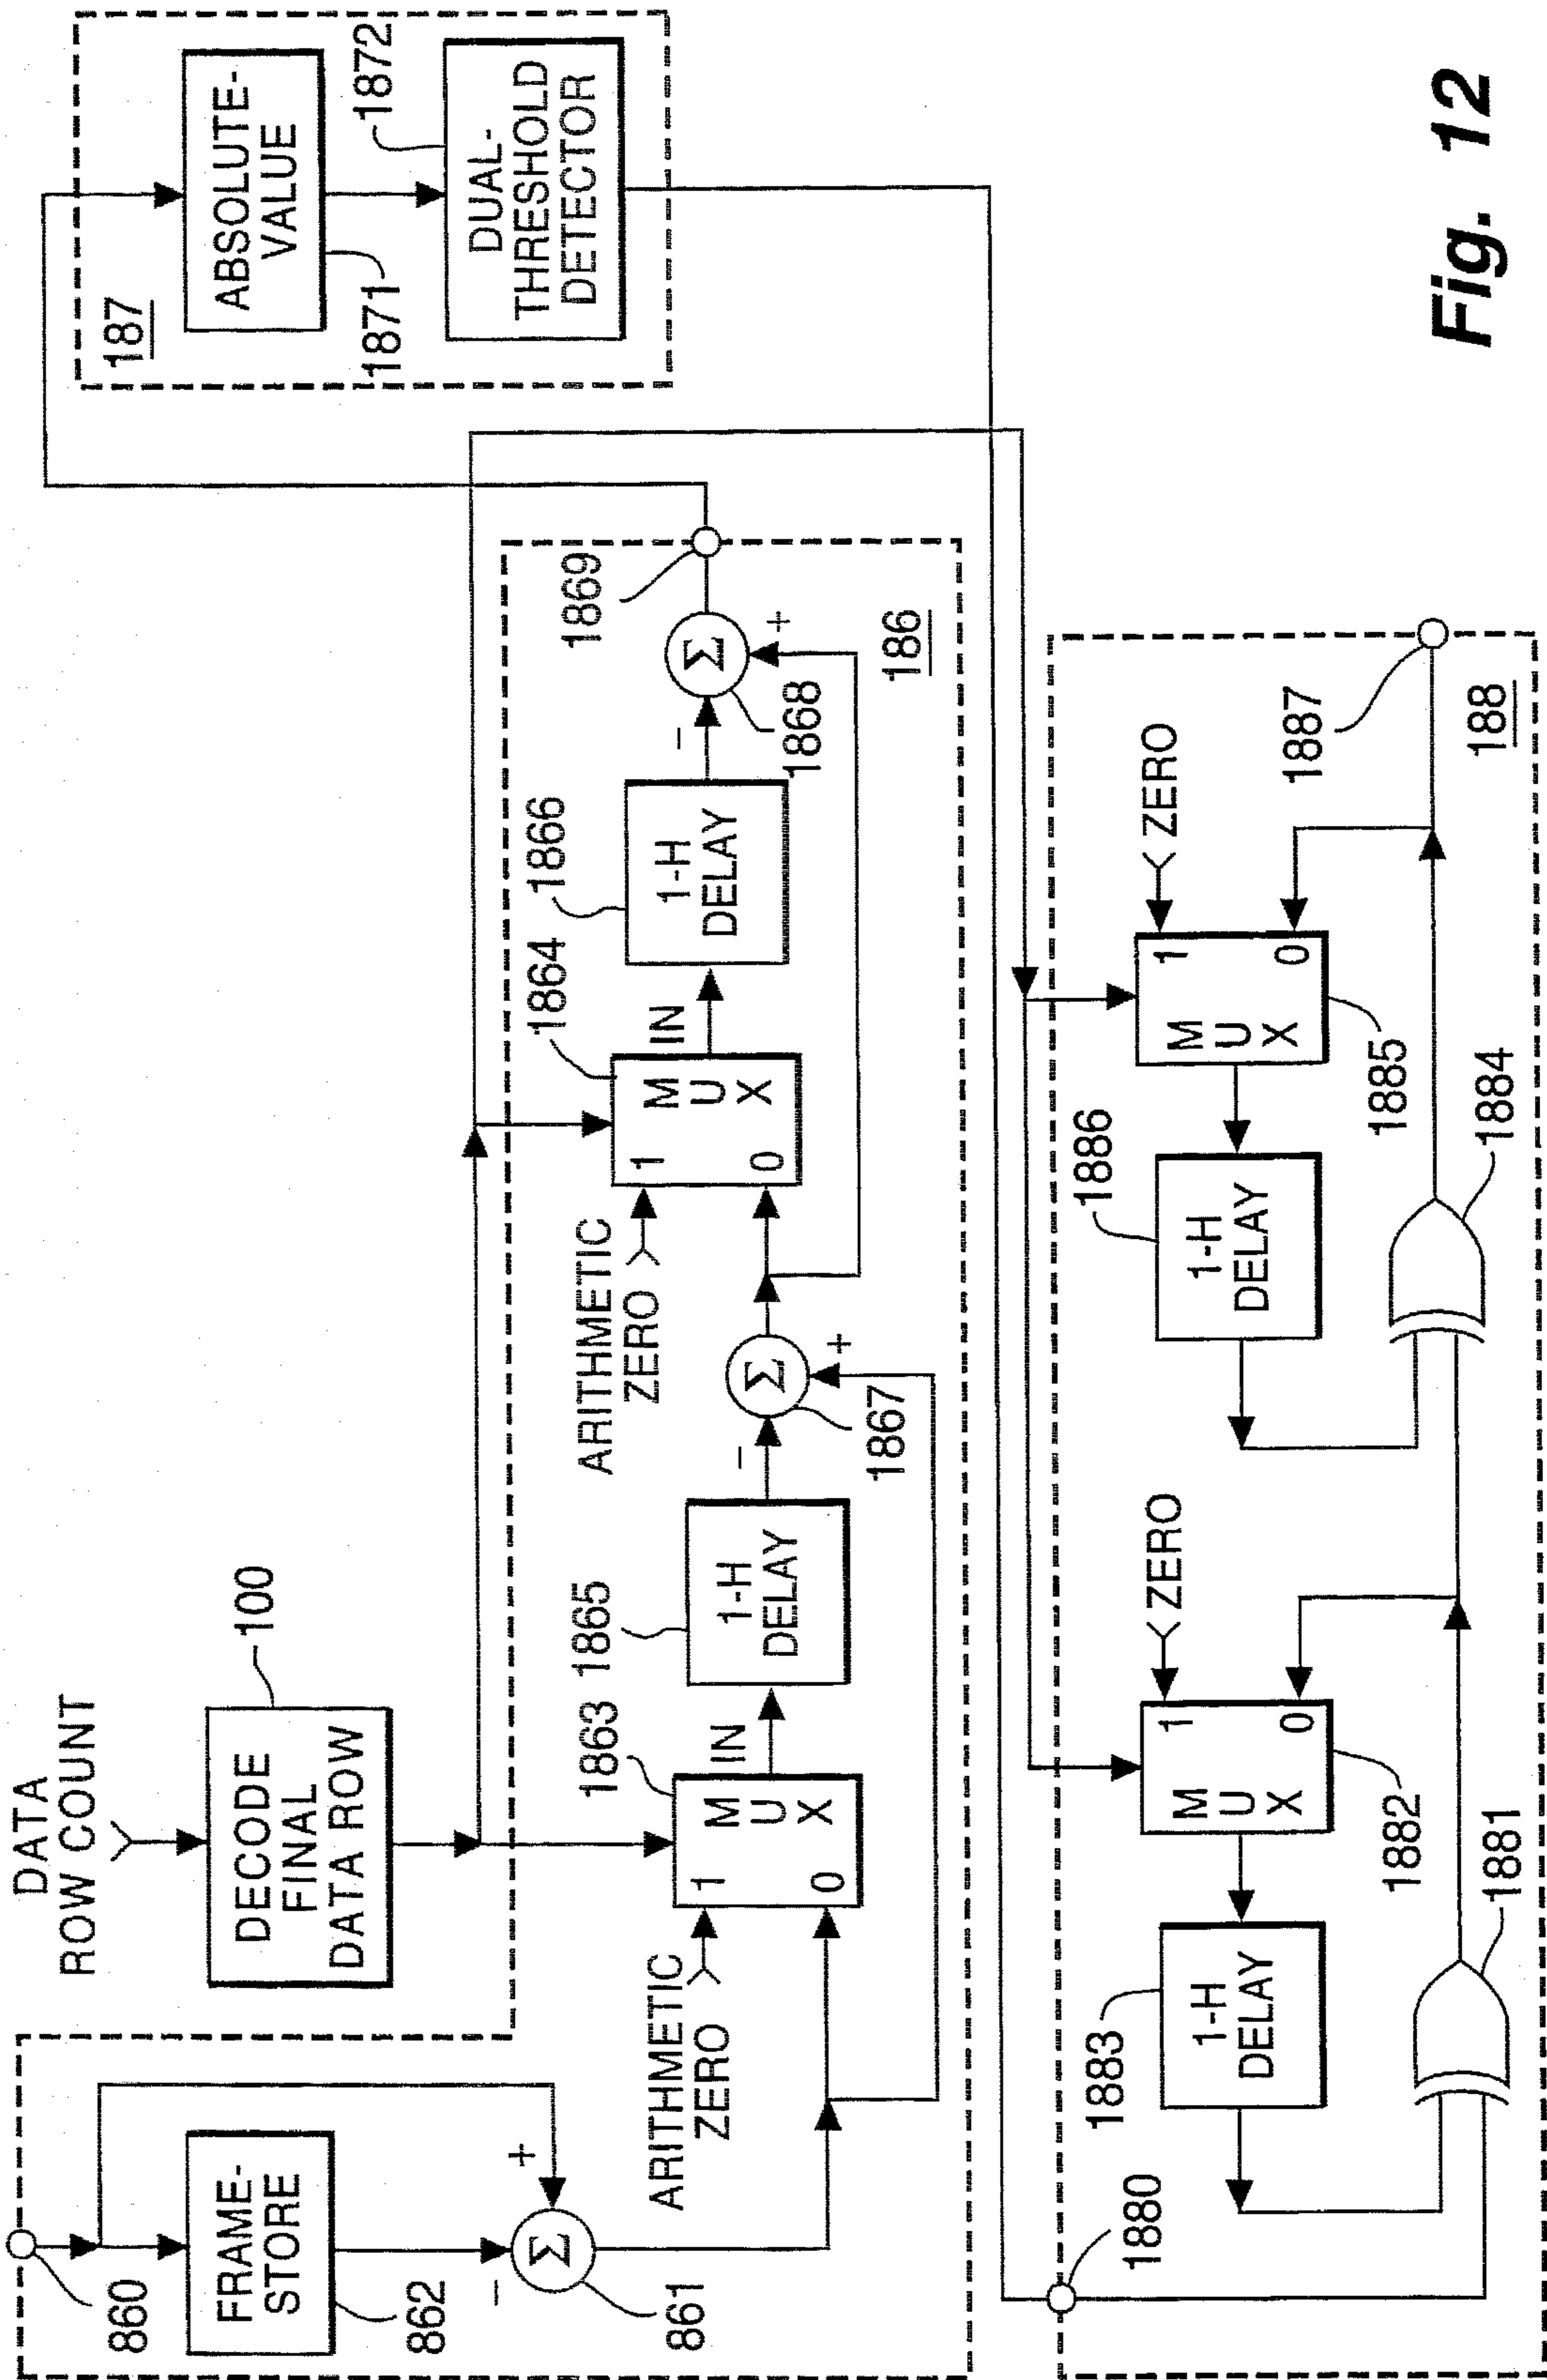 DATA
ROW COUNT
100
DECODE
FINAL
DATA ROW
860
FRAME-
STORE
862
+
−
Σ
861
ARITHMETIC
ZERO
1863
1
0
M
U
X
IN
1865
1-H
DELAY
−
+
Σ
1867
ARITHMETIC
ZERO
1864
1
0
M
U
X
IN
1866
1-H
DELAY
−
+
Σ
1868
1869
186
187
ABSOLUTE-
VALUE
1871
1872
DUAL-
THRESHOLD
DETECTOR
1880
1883
1-H
DELAY
M
U
X
1
0
ZERO
1882
1881
1886
1-H
DELAY
M
U
X
1
0
ZERO
1885
1884
1887
188
Fig. 12